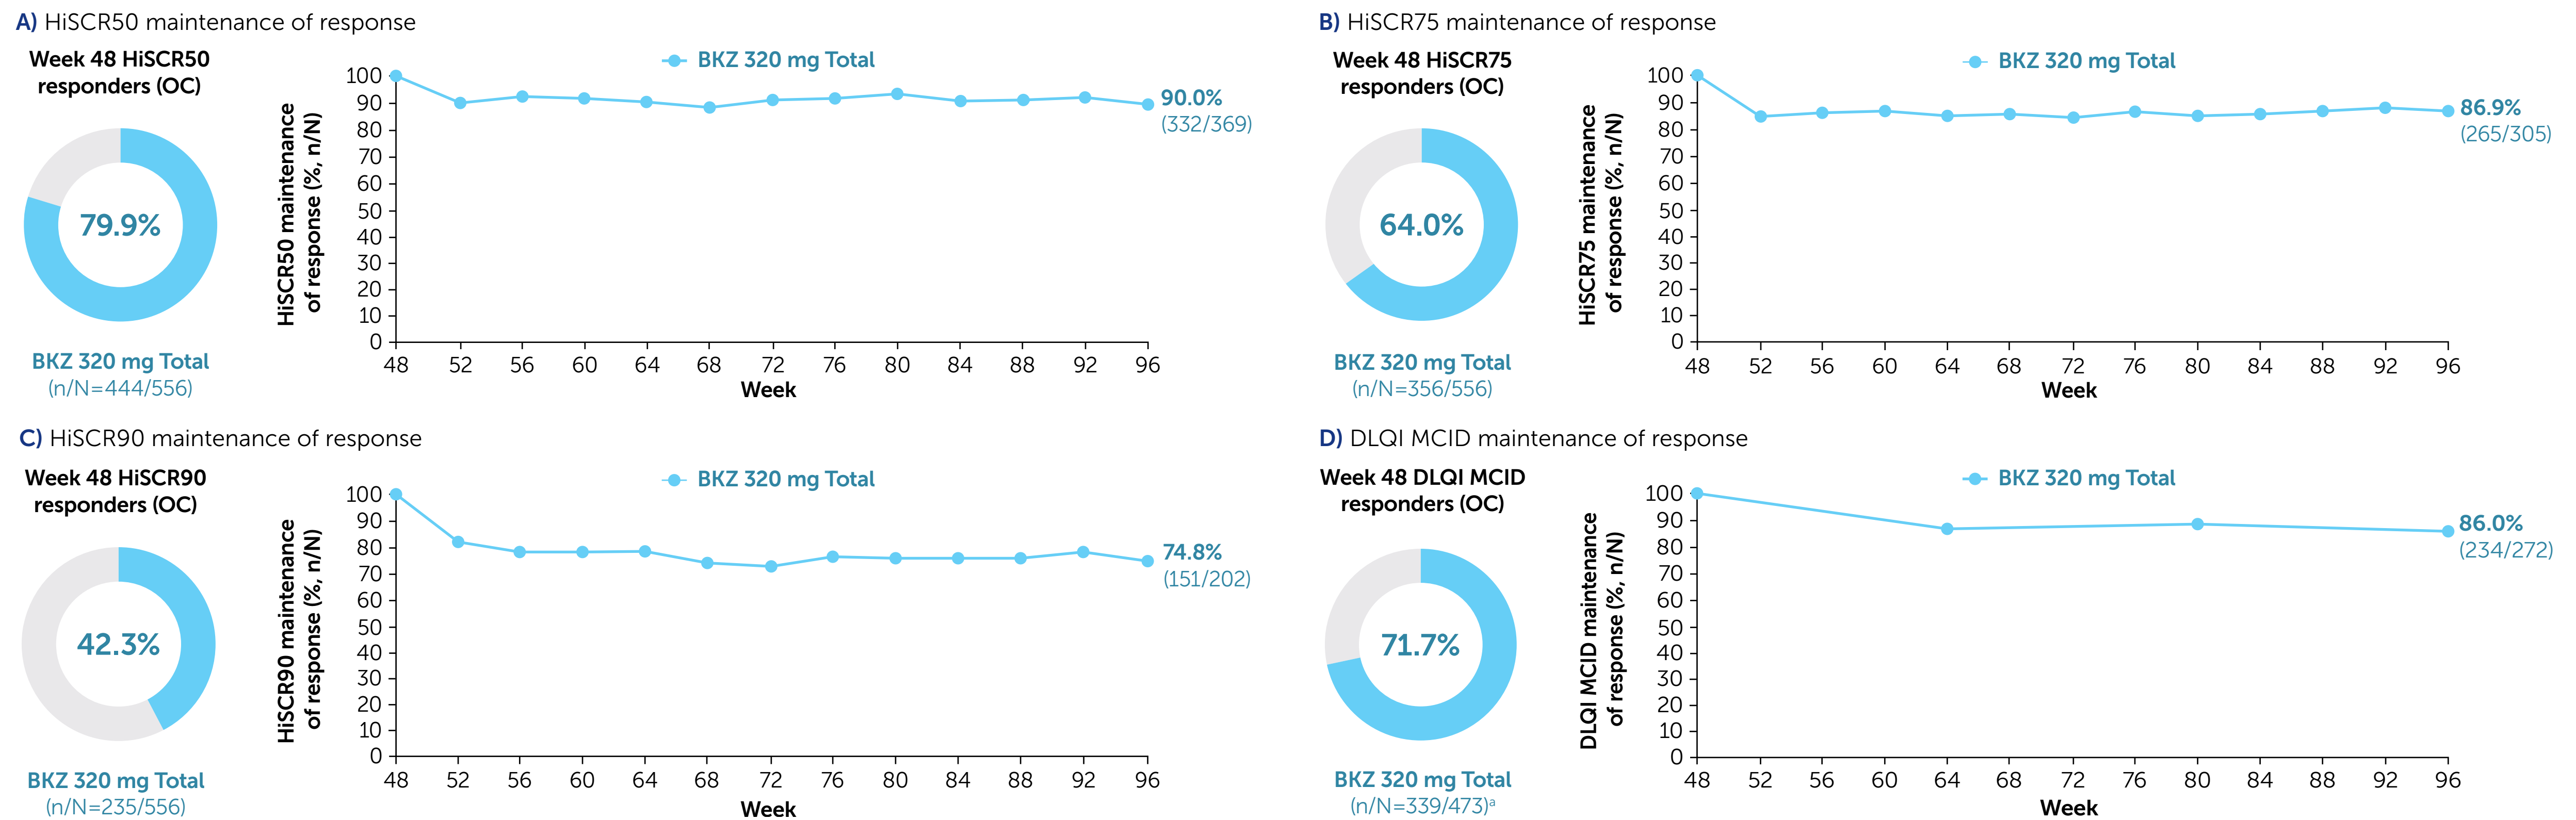 A) HiSCR50 maintenance of response
Week 48 HiSCR50
responders (OC)
79.9%
BKZ 320 mg Total
(n/N=444/556)
BKZ 320 mg Total
HiSCR50 maintenance
of response (%, n/N)
100
90
80
70
60
50
40
30
20
10
0
90.0%
(332/369)
48 52 56 60 64 68 72 76 80 84 88 92 96
Week
B) HiSCR75 maintenance of response
Week 48 HiSCR75
responders (OC)
64.0%
BKZ 320 mg Total
(n/N=356/556)
BKZ 320 mg Total
HiSCR75 maintenance
of response (%, n/N)
100
90
80
70
60
50
40
30
20
10
0
86.9%
(265/305)
48 52 56 60 64 68 72 76 80 84 88 92 96
Week
C) HiSCR90 maintenance of response
Week 48 HiSCR90
responders (OC)
42.3%
BKZ 320 mg Total
(n/N=235/556)
BKZ 320 mg Total
HiSCR90 maintenance
of response (%, n/N)
100
90
80
70
60
50
40
30
20
10
0
74.8%
(151/202)
48 52 56 60 64 68 72 76 80 84 88 92 96
Week
D) DLQI MCID maintenance of response
Week 48 DLQI MCID
responders (OC)
71.7%
BKZ 320 mg Total
(n/N=339/473)ᵃ
BKZ 320 mg Total
DLQI MCID maintenance
of response (%, n/N)
100
90
80
70
60
50
40
30
20
10
0
86.0%
(234/272)
48 52 56 60 64 68 72 76 80 84 88 92 96
Week